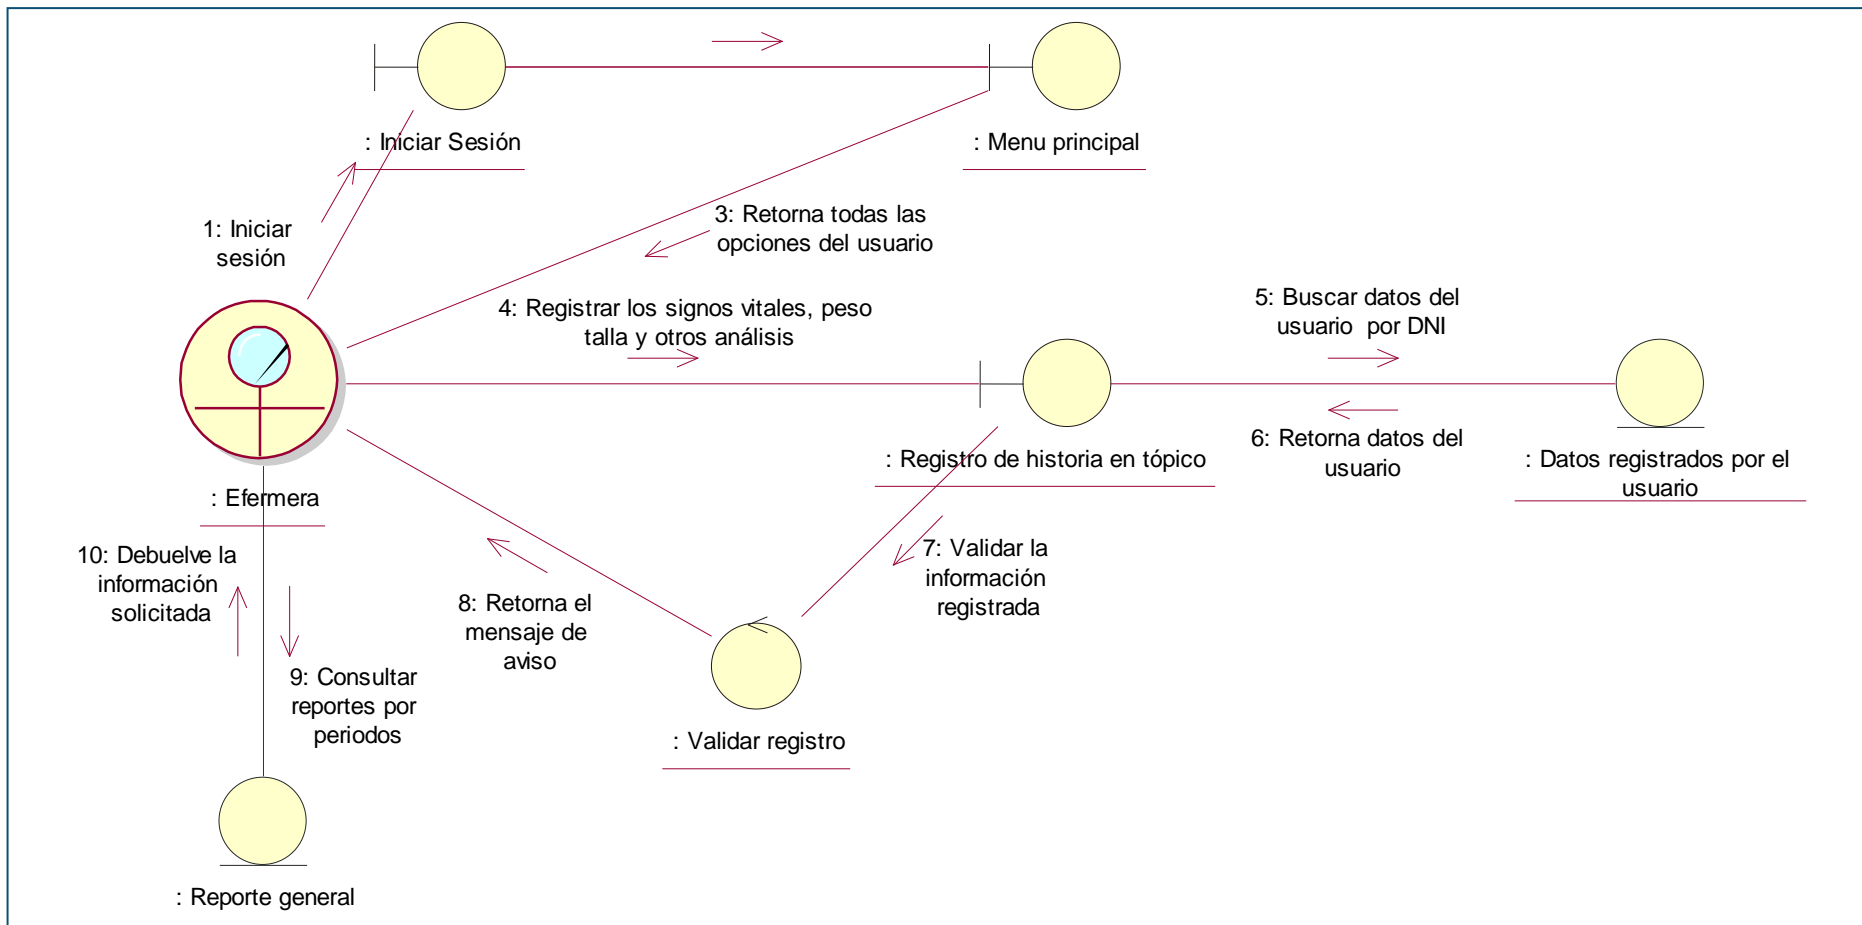 : Iniciar Sesión
: Menu principal
1: Iniciar
sesión
3: Retorna todas las
opciones del usuario
4: Registrar los signos vitales, peso
talla y otros análisis
5: Buscar datos del
usuario por DNI
6: Retorna datos del
usuario
: Registro de historia en tópico
: Datos registrados por el
usuario
: Efermera
10: Debuelve la
información
solicitada
7: Validar la
información
registrada
8: Retorna el
mensaje de
aviso
9: Consultar
reportes por
periodos
: Validar registro
: Reporte general